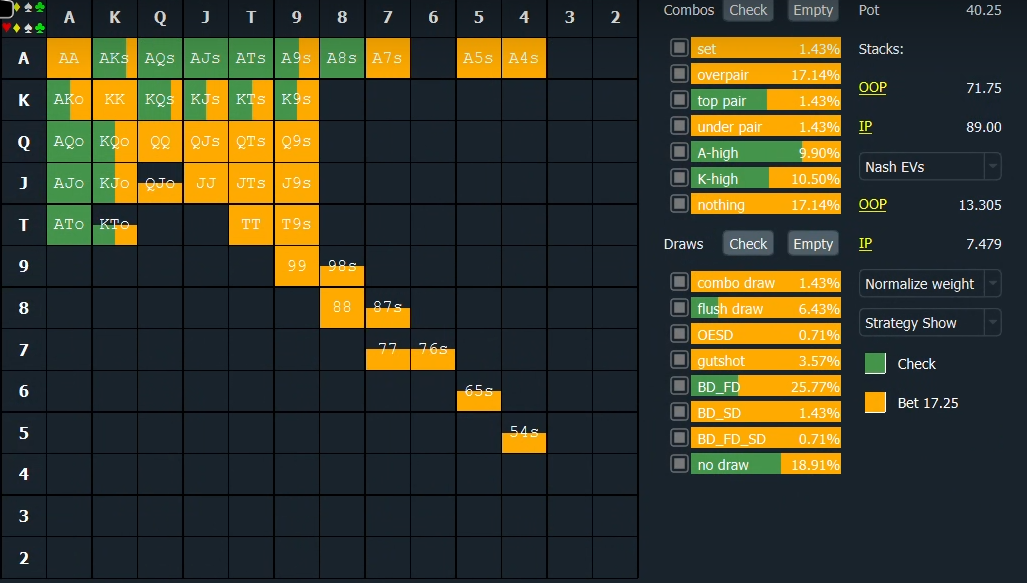 A K Q J T 9 8 7 6 5 4 3 2
A AA AKs AQs AJs ATs A9s A8s A7s A5s A4s
K AKo KK KQs KJs KTs K9s
Q AQo KQo QQ QJs QTs Q9s
J AJo KJo QJo JJ JTs J9s
T ATo KTo TT T9s
9 99 98s
8 88 87s
7 77 76s
6 65s
5 54s
4
3
2
Combos Check Empty
set 1.43%
overpair 17.14%
top pair 1.43%
under pair 1.43%
A-high 9.90%
K-high 10.50%
nothing 17.14%
Draws Check Empty
combo draw 1.43%
flush draw 6.43%
OESD 0.71%
gutshot 3.57%
BD_FD 25.77%
BD_SD 1.43%
BD_FD_SD 0.71%
no draw 18.91%
Pot 40.25
Stacks:
OOP 71.75
IP 89.00
Nash EVs
OOP 13.305
IP 7.479
Normalize weight
Strategy Show
Check
Bet 17.25